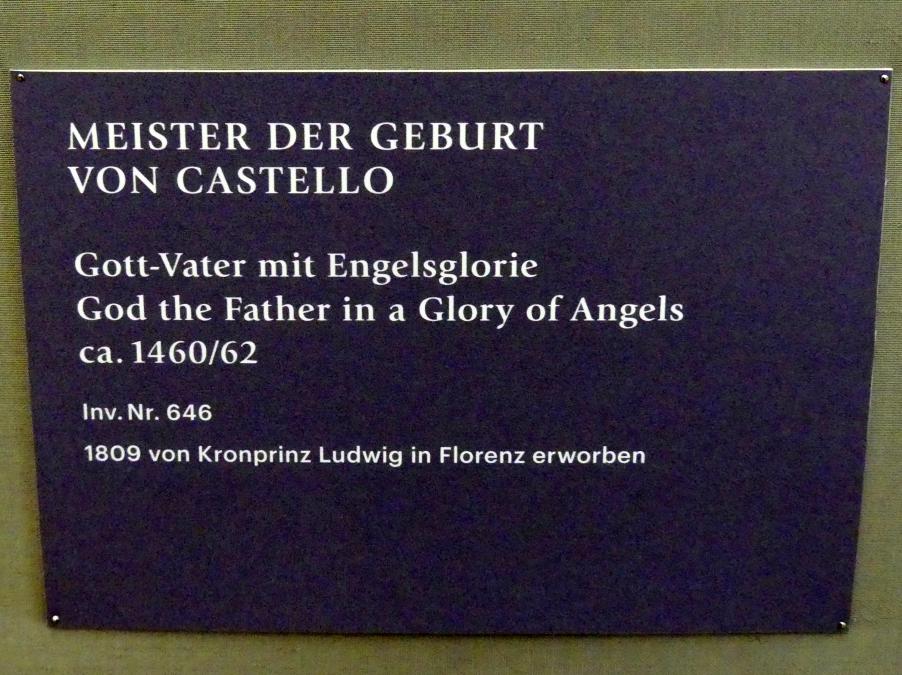 MEISTER DER GEBURT
VON CASTELLO
Gott-Vater mit Engelsglorie
God the Father in a Glory of Angels
ca. 1460/62
Inv. Nr. 646
1809 von Kronprinz Ludwig in Florenz erworben